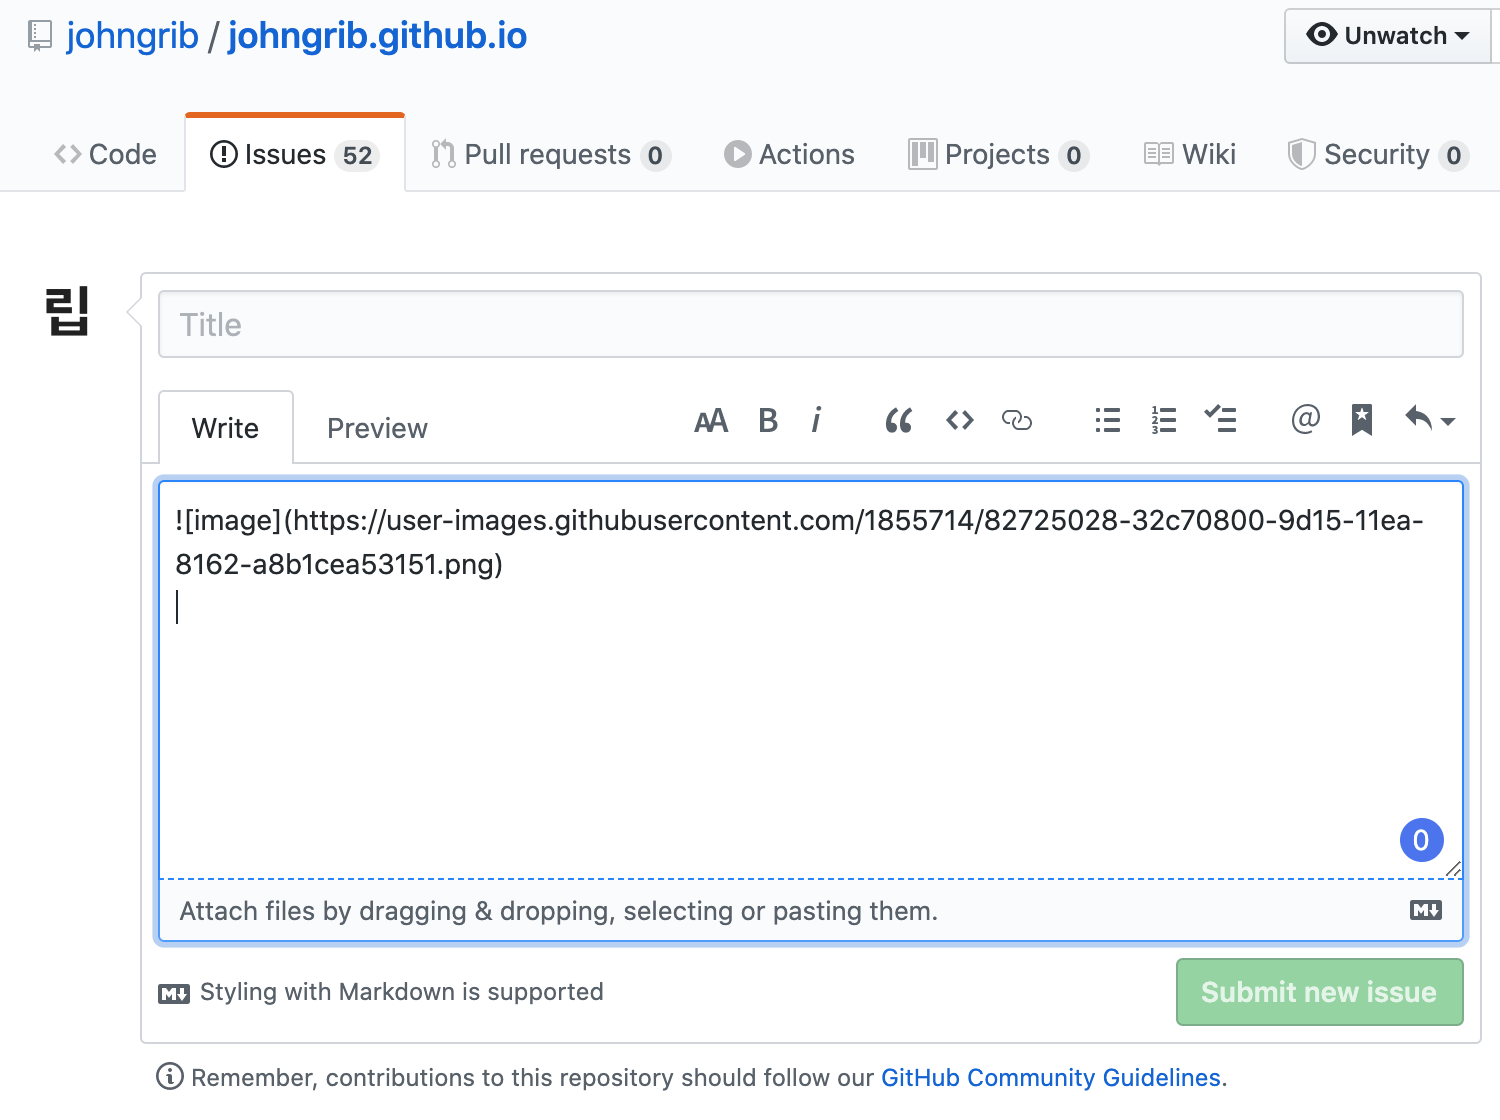 johngrib / johngrib.github.io
Unwatch
Code
Issues 52
Pull requests 0
Actions
Projects 0
Wiki
Security 0
립
Title
Write
Preview
AA B i
@
![image](https://user-images.githubusercontent.com/1855714/82725028-32c70800-9d15-11ea-
8162-a8b1cea53151.png)
0
Attach files by dragging & dropping, selecting or pasting them.
M
M
Styling with Markdown is supported
Submit new issue
Remember, contributions to this repository should follow our GitHub Community Guidelines.